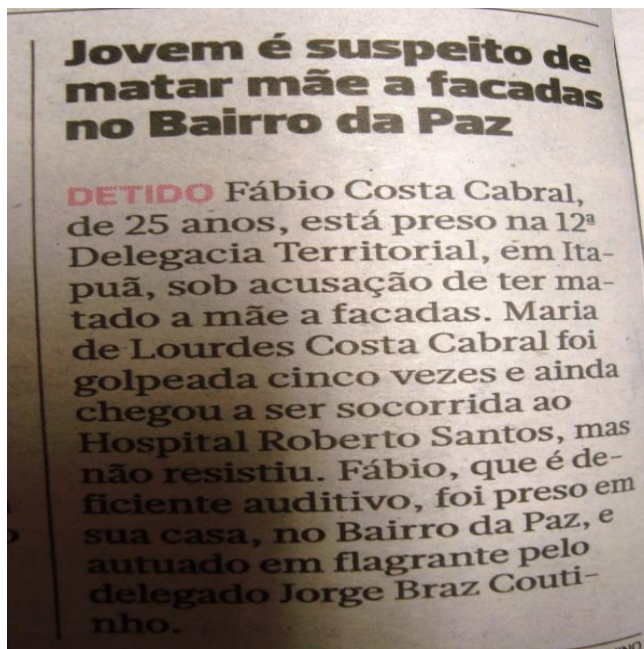 Jovem é suspeito de
matar mãe a facadas
no Bairro da Paz
DETIDO Fábio Costa Cabral,
de 25 anos, está preso na 12ª
Delegacia Territorial, em Ita-
puã, sob acusação de ter ma-
tado a mãe a facadas. Maria
de Lourdes Costa Cabral foi
golpeada cinco vezes e ainda
chegou a ser socorrida ao
Hospital Roberto Santos, mas
não resistiu. Fábio, que é de-
ficiente auditivo, foi preso em
sua casa, no Bairro da Paz, e
autuado em flagrante pelo
delegado Jorge Braz Couti-
nho.